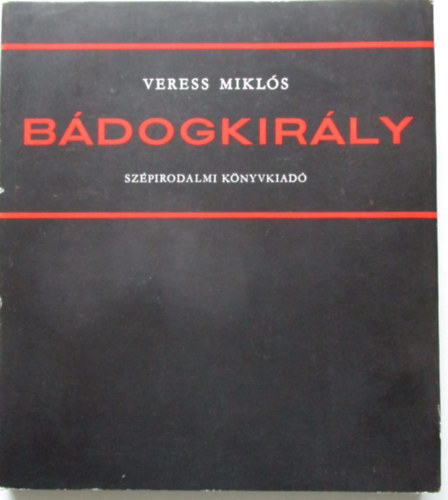 VERESS MIKLÓS
BÁDOGKIRÁLY
SZÉPIRODALMI KÖNYVKIADÓ